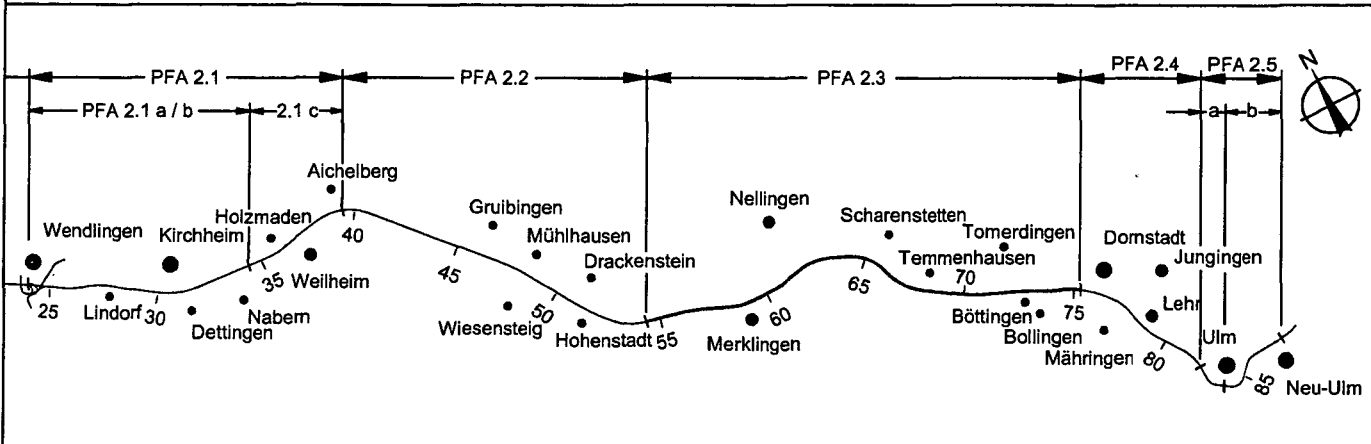 PFA 2.1
PFA 2.2
PFA 2.3
PFA 2.4
PFA 2.5
N
PFA 2.1 a / b
2.1 c
a
b
Aichelberg
Wendlingen
Kirchheim
Holzmaden
Weilheim
Gruibingen
Mühlhausen
Drackenstein
Nellingen
Scharenstetten
Tomerdingen
Temmenhausen
Dornstadt
Jungingen
Lehr
Ulm
Neu-Ulm
25
30
35
40
45
50
55
60
65
70
75
80
85
Lindorf
Dettingen
Nabern
Wiesensteig
Hohenstadt
Merklingen
Böttingen
Bollingen
Mähringen